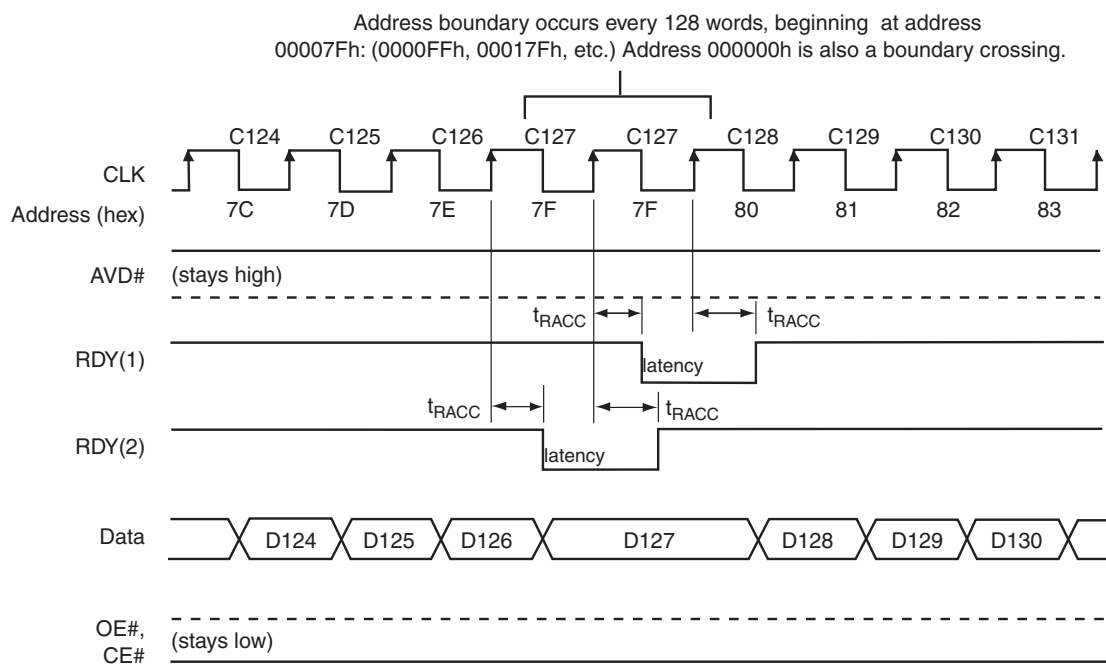 Address boundary occurs every 128 words, beginning at address
00007Fh: (0000FFh, 00017Fh, etc.) Address 000000h is also a boundary crossing.
C124 C125 C126 C127 C127 C128 C129 C130 C131
CLK
Address (hex) 7C 7D 7E 7F 7F 80 81 82 83
AVD# (stays high)
tRACC tRACC
RDY(1) latency
tRACC tRACC
RDY(2) latency
Data D124 D125 D126 D127 D128 D129 D130
OE#, (stays low)
CE#